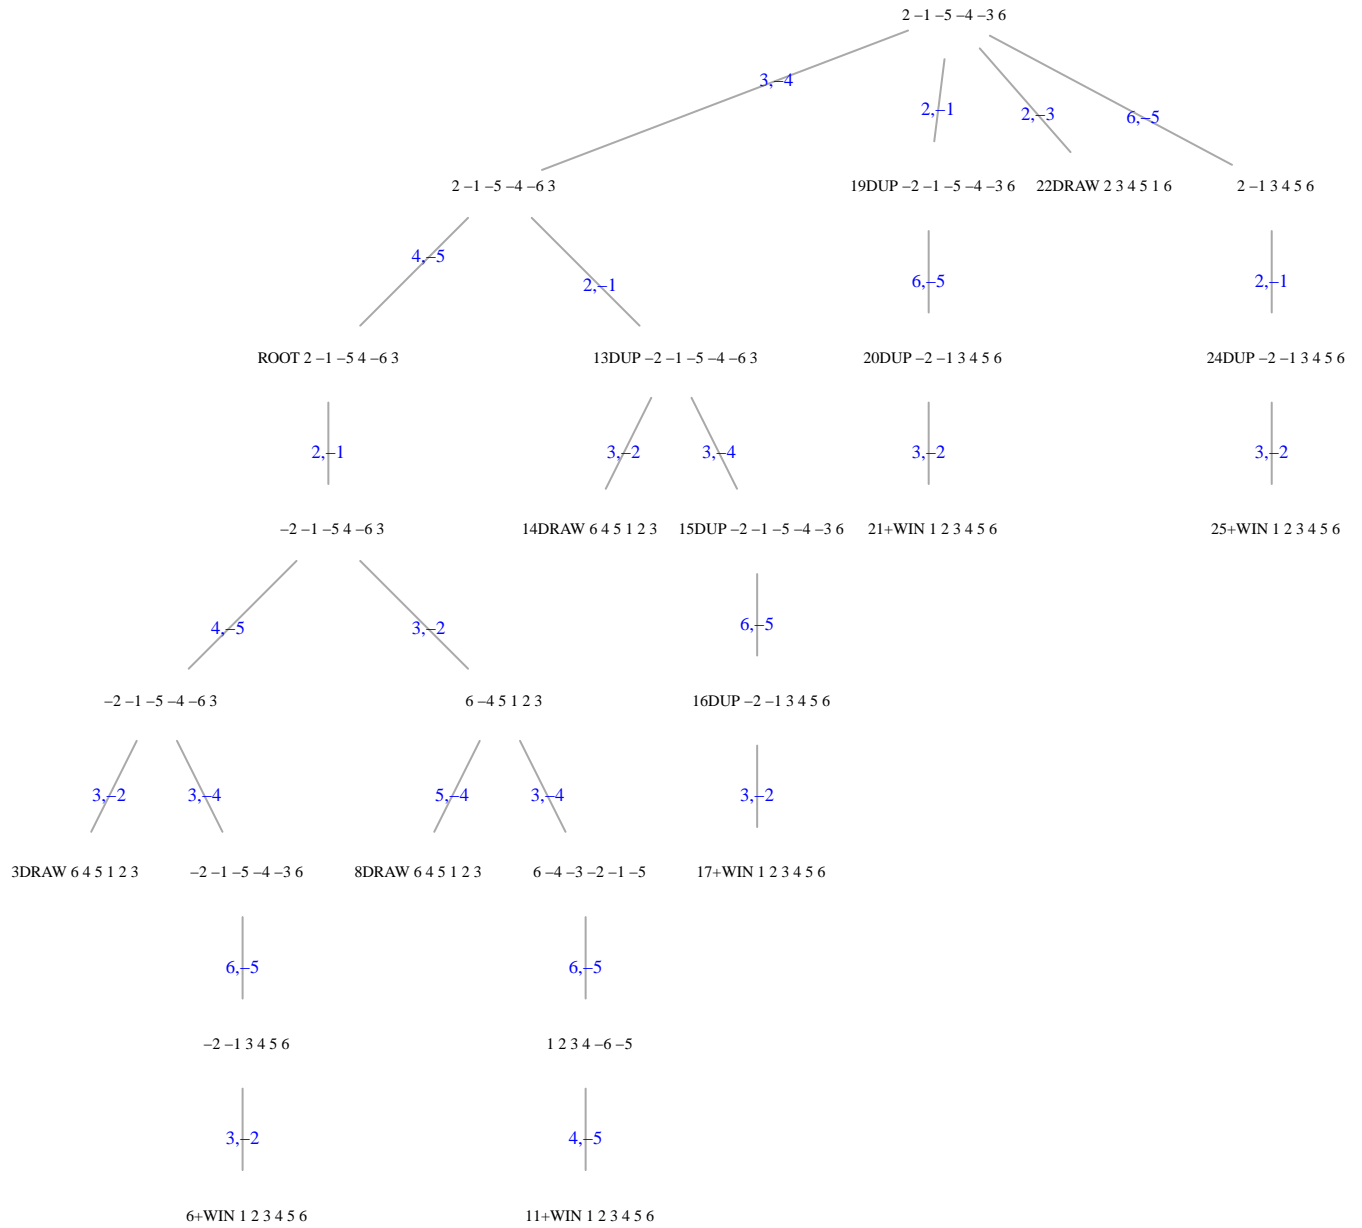 2 –1 –5 –4 –3 6
3,–4
2,–1
2,–3
6,–5
2 –1 –5 –4 –6 3
19DUP –2 –1 –5 –4 –3 6
22DRAW 2 3 4 5 1 6
2 –1 3 4 5 6
4,–5
2,–1
6,–5
2,–1
ROOT 2 –1 –5 4 –6 3
13DUP –2 –1 –5 –4 –6 3
20DUP –2 –1 3 4 5 6
24DUP –2 –1 3 4 5 6
2,–1
3,–2
3,–4
3,–2
3,–2
–2 –1 –5 4 –6 3
14DRAW 6 4 5 1 2 3
15DUP –2 –1 –5 –4 –3 6
21+WIN 1 2 3 4 5 6
25+WIN 1 2 3 4 5 6
4,–5
3,–2
6,–5
–2 –1 –5 –4 –6 3
6 –4 5 1 2 3
16DUP –2 –1 3 4 5 6
3,–2
3,–4
5,–4
3,–4
3,–2
3DRAW 6 4 5 1 2 3
–2 –1 –5 –4 –3 6
8DRAW 6 4 5 1 2 3
6 –4 –3 –2 –1 –5
17+WIN 1 2 3 4 5 6
6,–5
6,–5
–2 –1 3 4 5 6
1 2 3 4 –6 –5
3,–2
4,–5
6+WIN 1 2 3 4 5 6
11+WIN 1 2 3 4 5 6